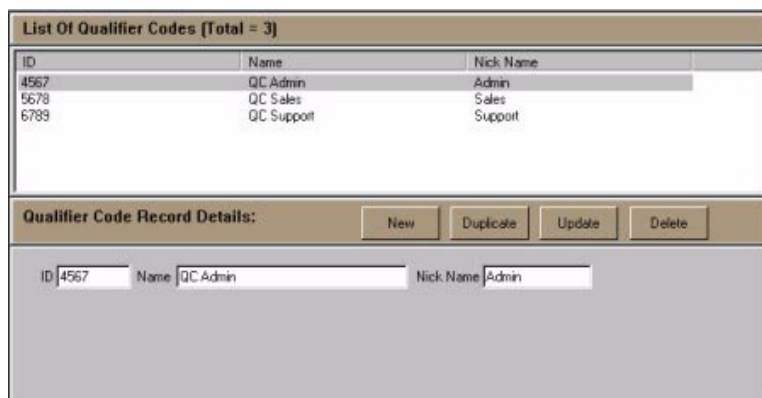 List Of Qualifier Codes (Total = 3)
ID Name Nick Name
4567 QC Admin Admin
5678 QC Sales Sales
6789 QC Support Support
Qualifier Code Record Details: New Duplicate Update Delete
ID 4567 Name QC Admin Nick Name Admin